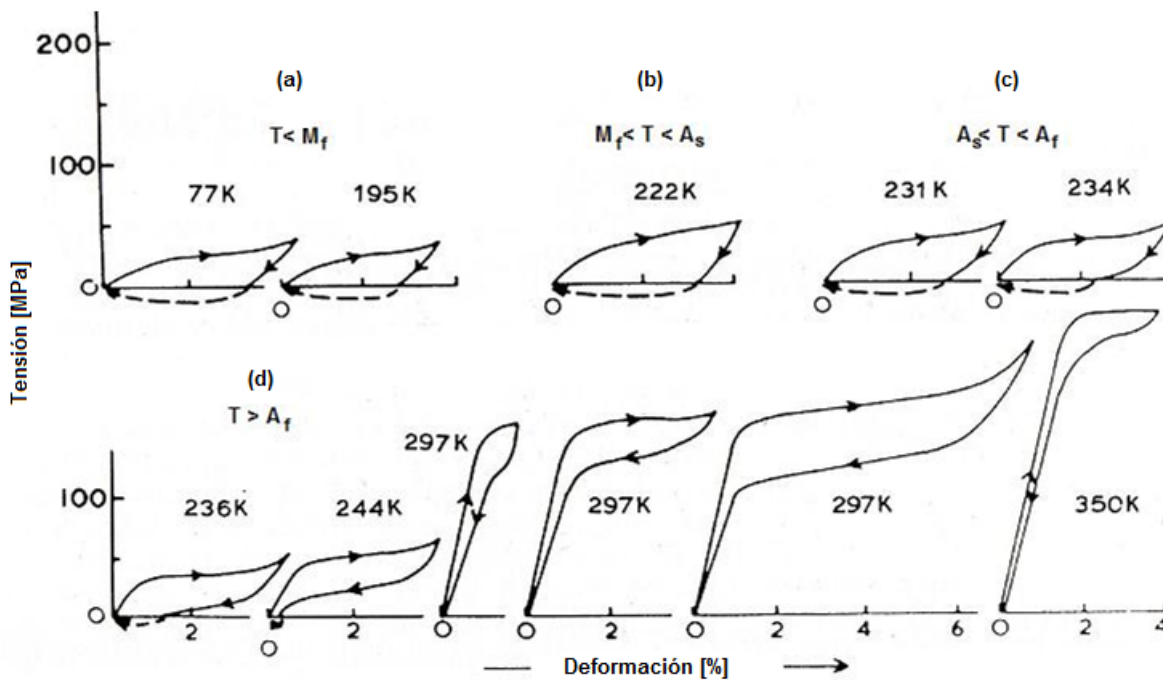 200
(a)
(b)
(c)
T < Mf
Mf < T < As
As < T < Af
100
77K
195K
222K
231K
234K
O
O
O
O
O
Tensión [MPa]
(d)
T > Af
297K
100
236K
244K
297K
297K
350K
O
2
2
2
2
4
6
2
4
O
O
O
O
O
Deformación [%]